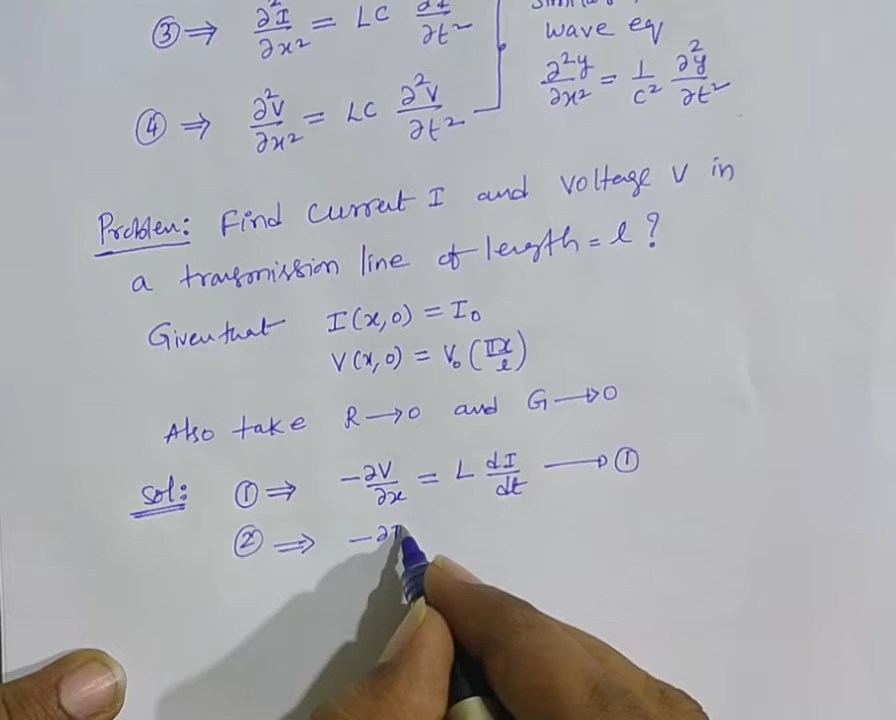 ③ ⇒ ∂²I/∂x² = LC ∂²I/∂t²
wave eq
∂²y/∂x² = 1/c² ∂²y/∂t²
④ ⇒ ∂²V/∂x² = LC ∂²V/∂t²
Problem: Find current I and voltage V in
a transmission line of length = l ?
Given that I(x,0) = I₀
V(x,0) = V₀ (πx/l)
Also take R → 0 and G → 0
Sol: ① ⇒ -∂V/∂x = L dI/dt → ①
② ⇒ -∂I